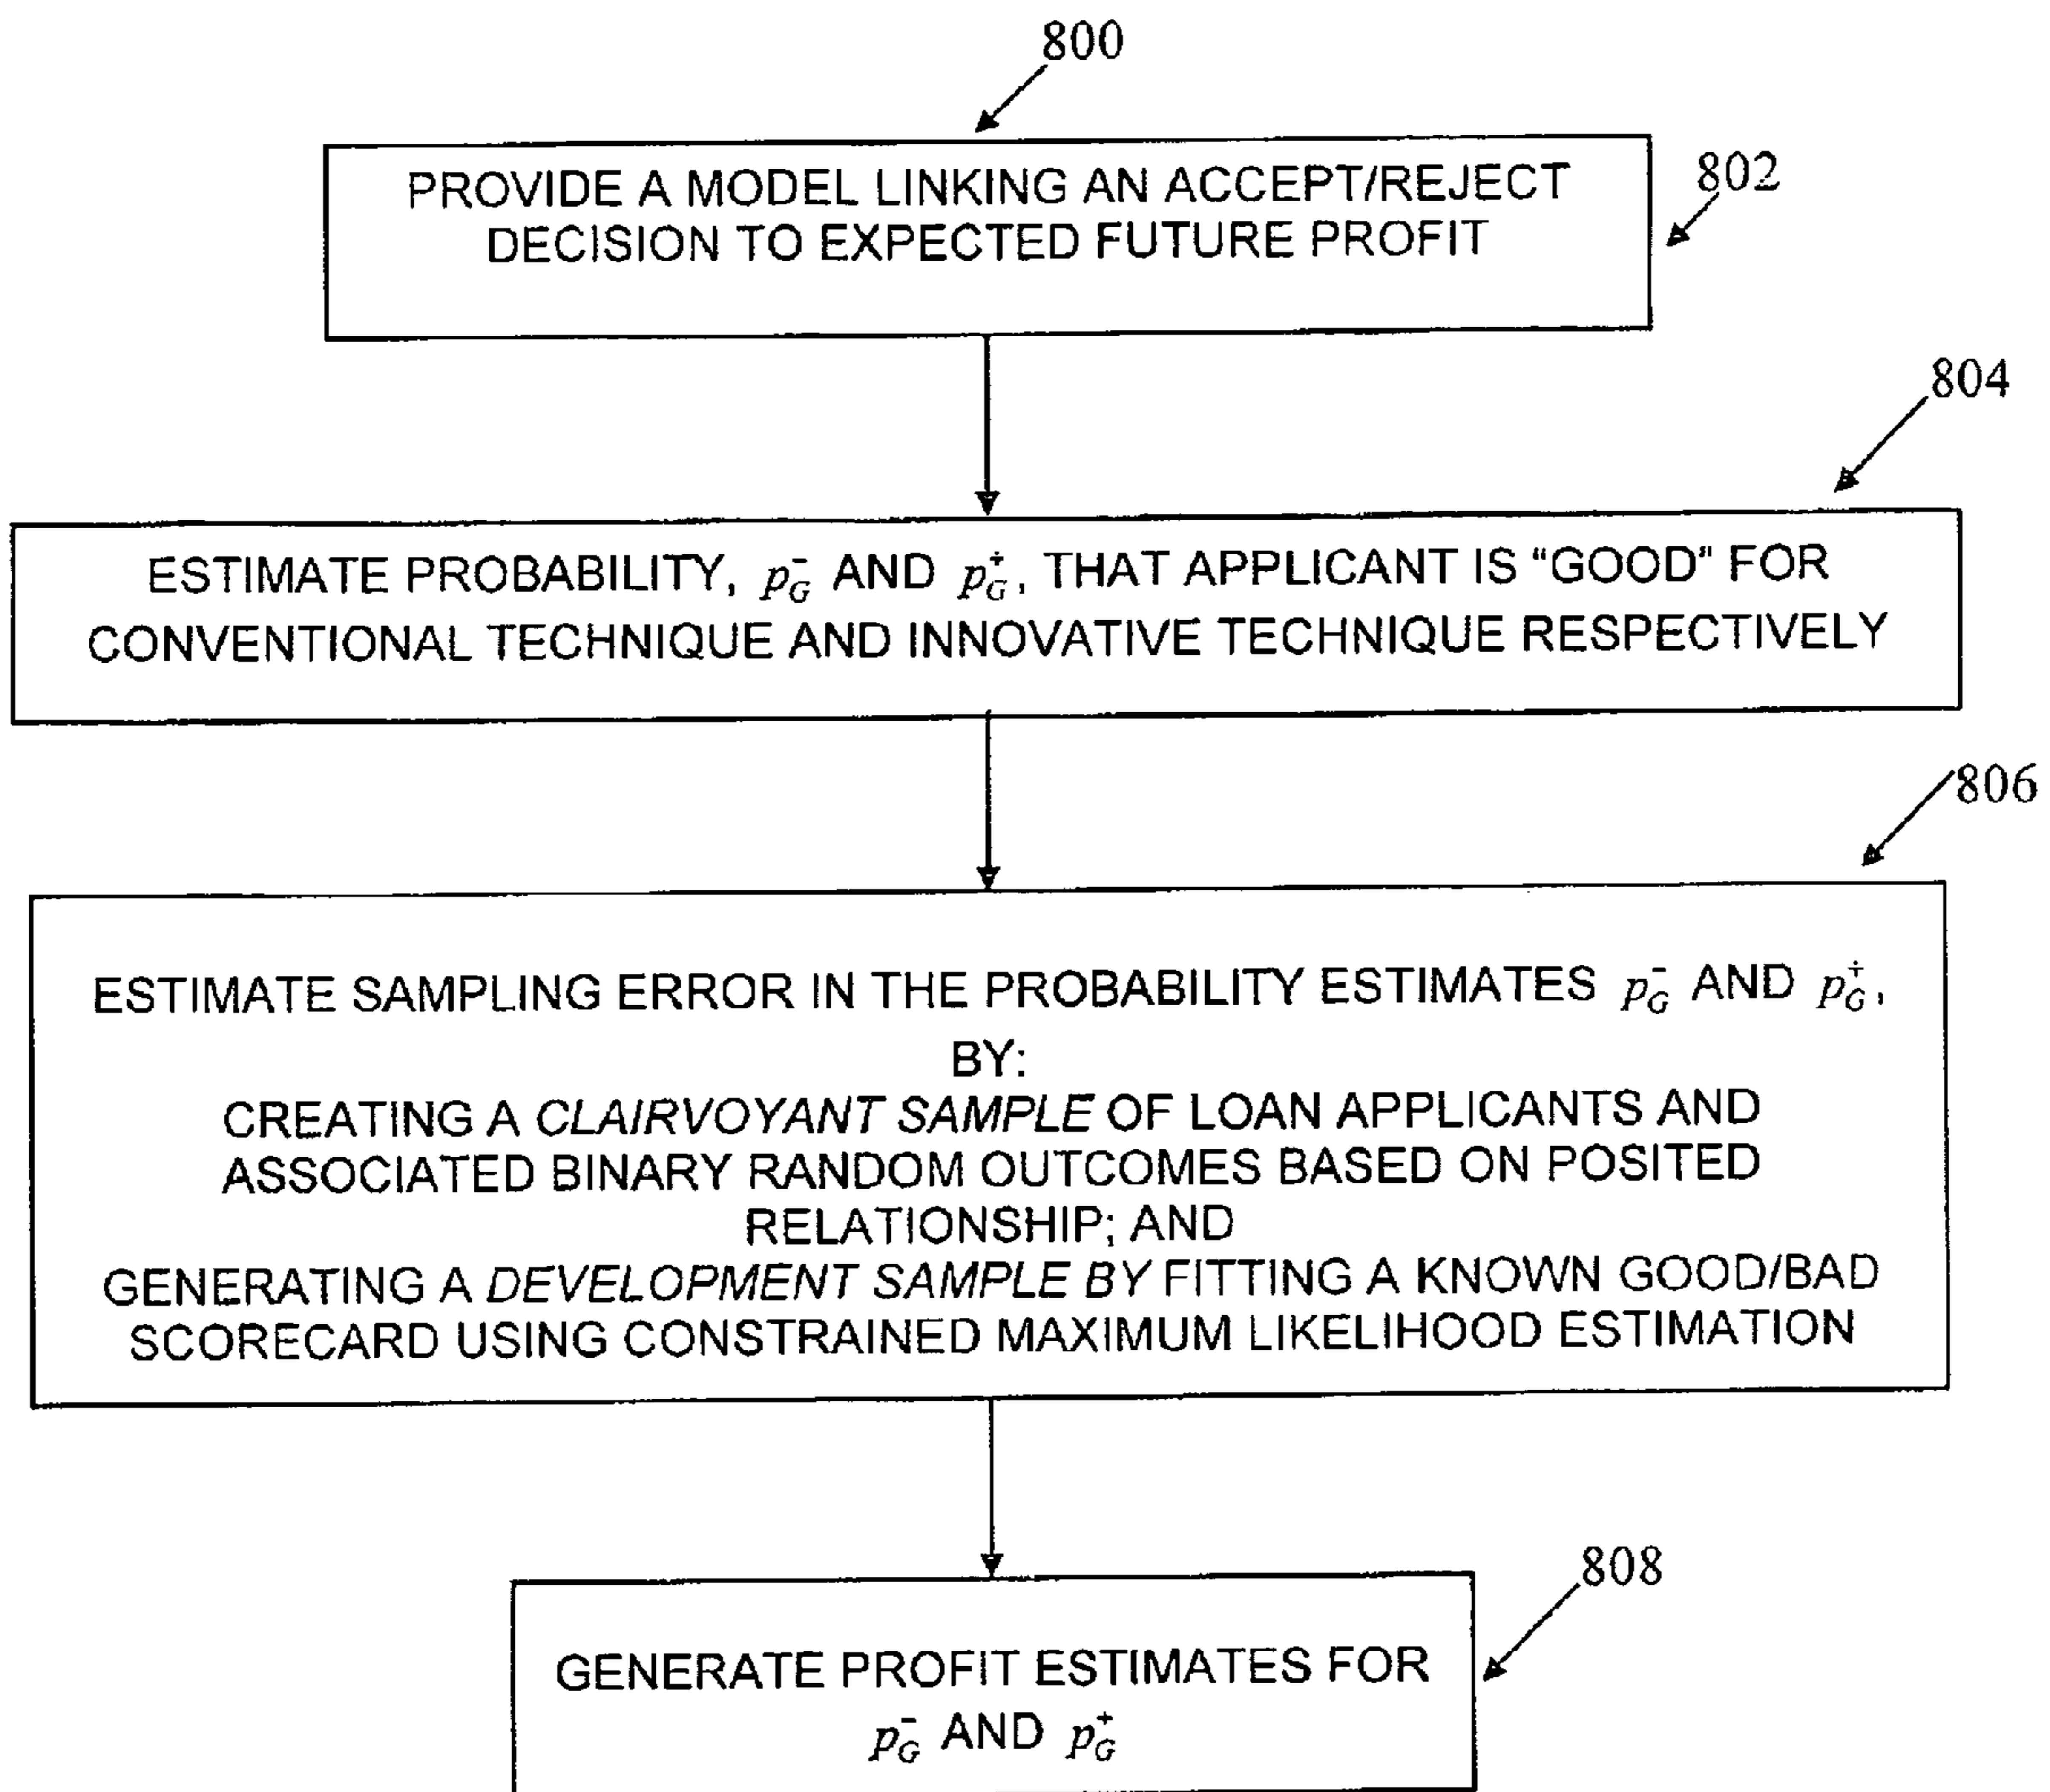 800
PROVIDE A MODEL LINKING AN ACCEPT/REJECT
DECISION TO EXPECTED FUTURE PROFIT
802
804
ESTIMATE PROBABILITY, p_G^- AND p_G^+, THAT APPLICANT IS "GOOD" FOR
CONVENTIONAL TECHNIQUE AND INNOVATIVE TECHNIQUE RESPECTIVELY
806
ESTIMATE SAMPLING ERROR IN THE PROBABILITY ESTIMATES p_G^- AND p_G^+,
BY:
CREATING A CLAIRVOYANT SAMPLE OF LOAN APPLICANTS AND
ASSOCIATED BINARY RANDOM OUTCOMES BASED ON POSITED
RELATIONSHIP; AND
GENERATING A DEVELOPMENT SAMPLE BY FITTING A KNOWN GOOD/BAD
SCORECARD USING CONSTRAINED MAXIMUM LIKELIHOOD ESTIMATION
808
GENERATE PROFIT ESTIMATES FOR
p_G^- AND p_G^+